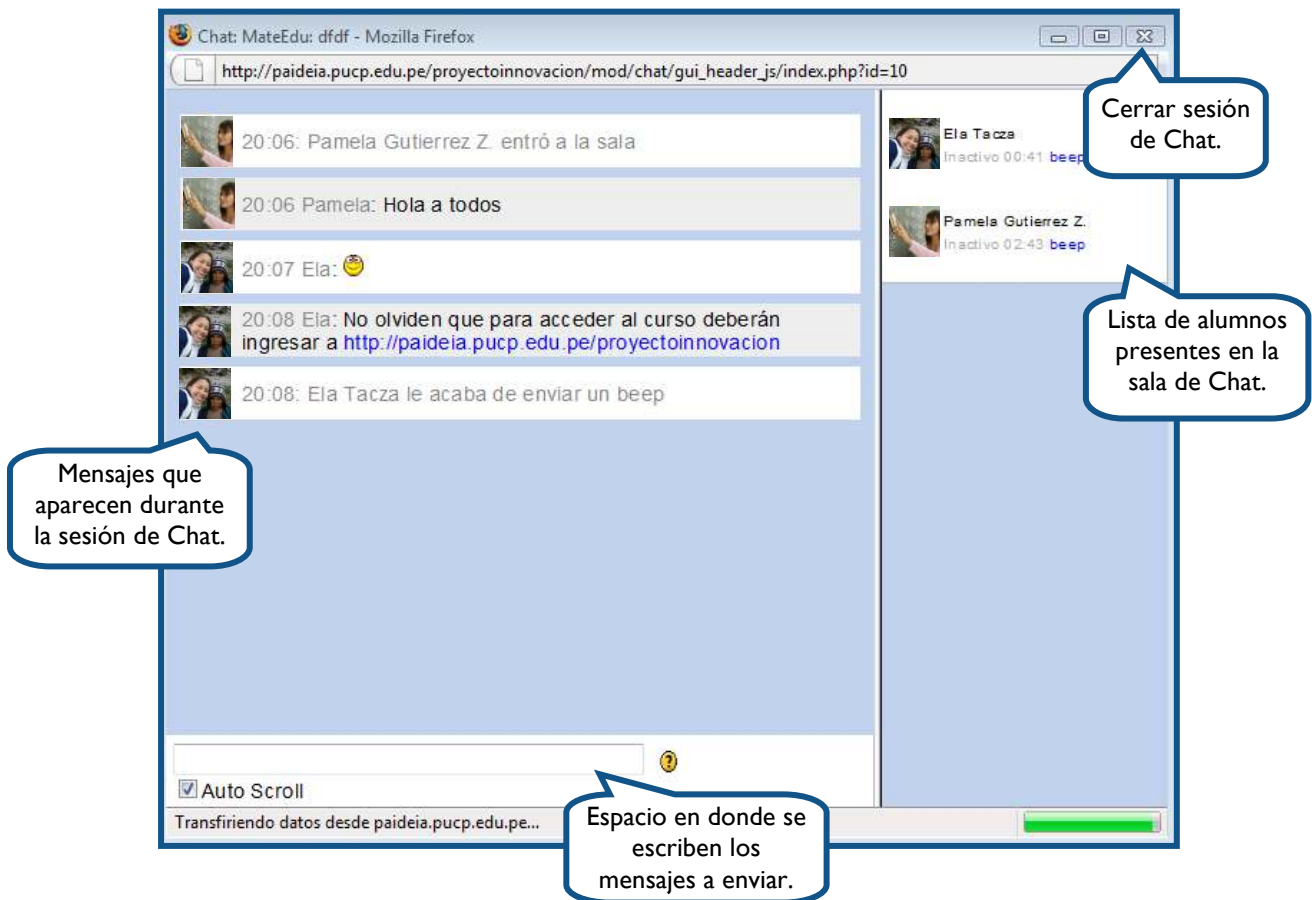 Chat: MateEdu: dfdf - Mozilla Firefox
http://paideia.pucp.edu.pe/proyectoinnovacion/mod/chat/gui_header_js/index.php?id=10
Cerrar sesión
de Chat.
20:06: Pamela Gutierrez Z. entró a la sala
20:06 Pamela: Hola a todos
20:07 Ela:
20:08 Ela: No olviden que para acceder al curso deberán
ingresar a http://paideia.pucp.edu.pe/proyectoinnovacion
20:08: Ela Tacza le acaba de enviar un beep
Ela Tacza
Inactivo 00:41 beep
Pamela Gutierrez Z.
Inactivo 02:43 beep
Lista de alumnos
presentes en la
sala de Chat.
Mensajes que
aparecen durante
la sesión de Chat.
Auto Scroll
Transfiriendo datos desde paideia.pucp.edu.pe...
Espacio en donde se
escriben los
mensajes a enviar.